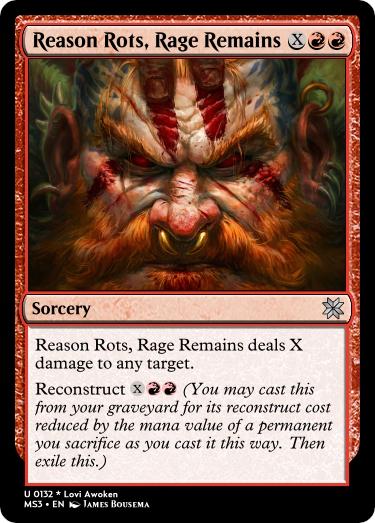 Reason Rots, Rage Remains X
Sorcery
Reason Rots, Rage Remains deals X
damage to any target.
Reconstruct X (You may cast this
from your graveyard for its reconstruct cost
reduced by the mana value of a permanent
you sacrifice as you cast it this way. Then
exile this.)
U 0132 * Lovi Awoken
MS3 • EN James Bousema